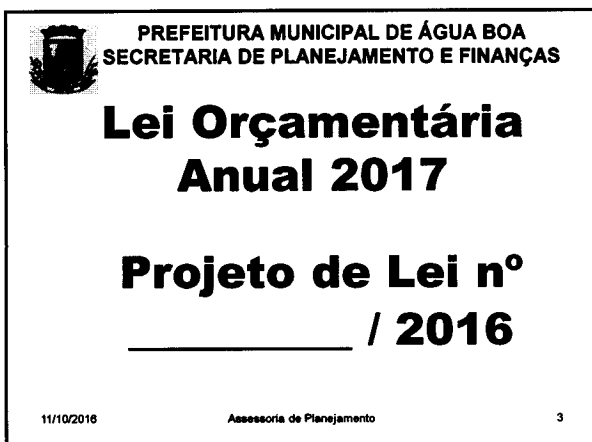 PREFEITURA MUNICIPAL DE ÁGUA BOA
SECRETARIA DE PLANEJAMENTO E FINANÇAS
Lei Orçamentária
Anual 2017
Projeto de Lei nº
__________ / 2016
11/10/2016 Assessoria de Planejamento 3